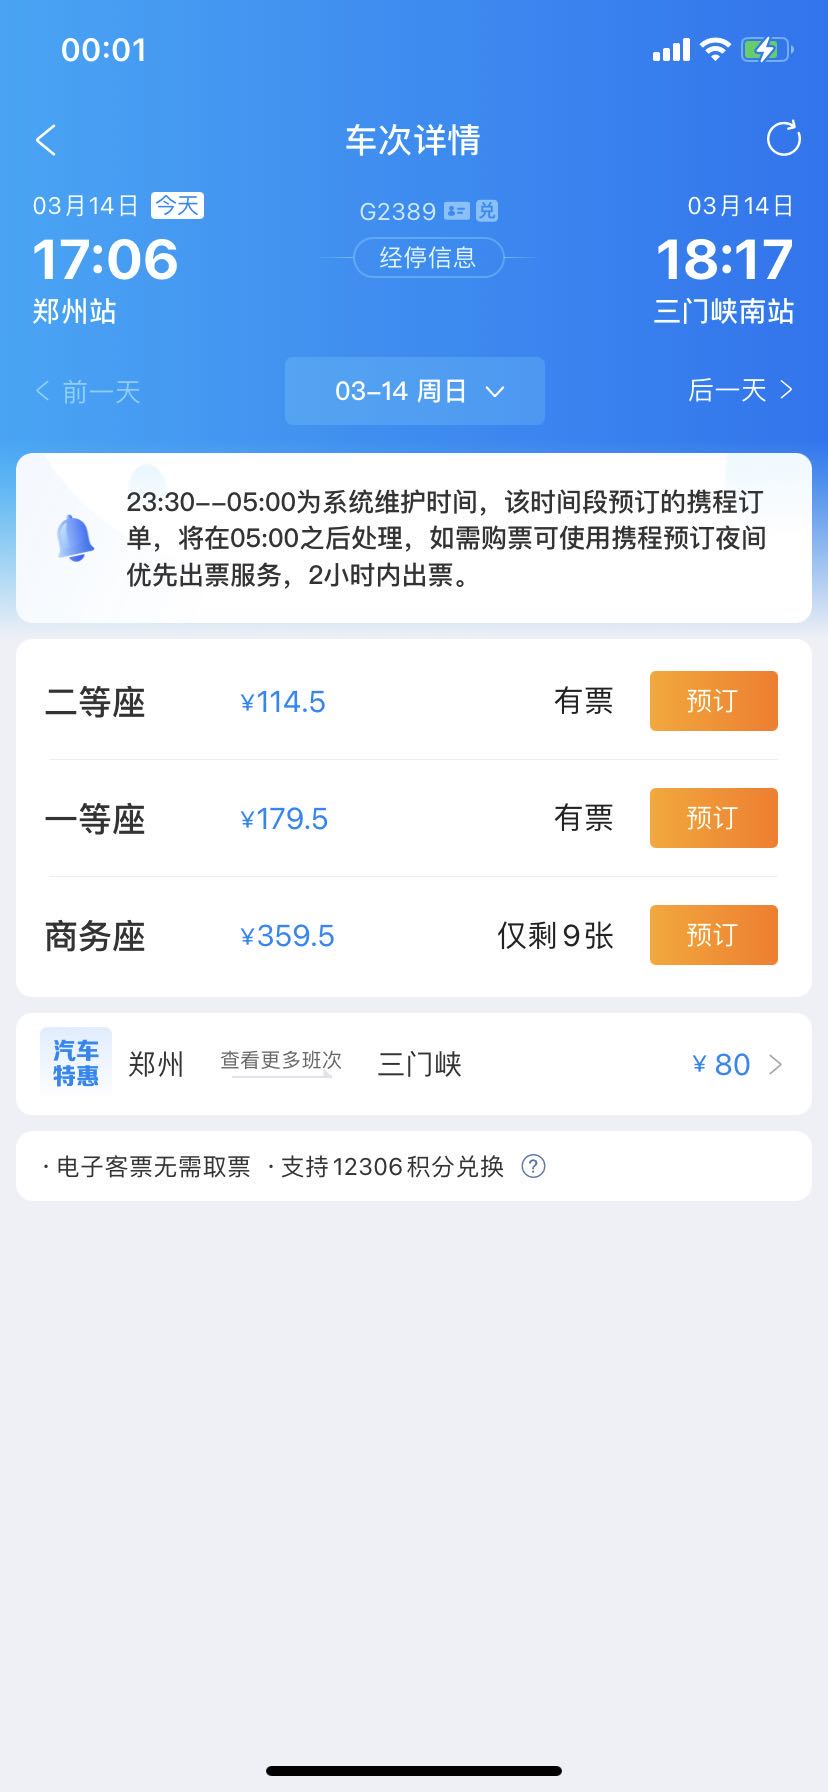 00:01
车次详情
03月14日 今天
G2389 兑
03月14日
17:06
经停信息
18:17
郑州站
三门峡南站
前一天
03-14 周日
后一天
23:30--05:00为系统维护时间，该时间段预订的携程订
单，将在05:00之后处理，如需购票可使用携程预订夜间
优先出票服务，2小时内出票。
二等座 ¥114.5 有票 预订
一等座 ¥179.5 有票 预订
商务座 ¥359.5 仅剩9张 预订
汽车
特惠
郑州 查看更多班次 三门峡 ¥ 80
· 电子客票无需取票 · 支持12306积分兑换 ?